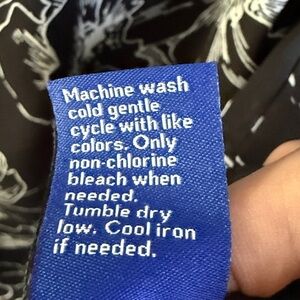 Machine wash
cold gentle
cycle with like
colors. Only
non-chlorine
bleach when
needed.
Tumble dry
low. Cool iron
if needed.